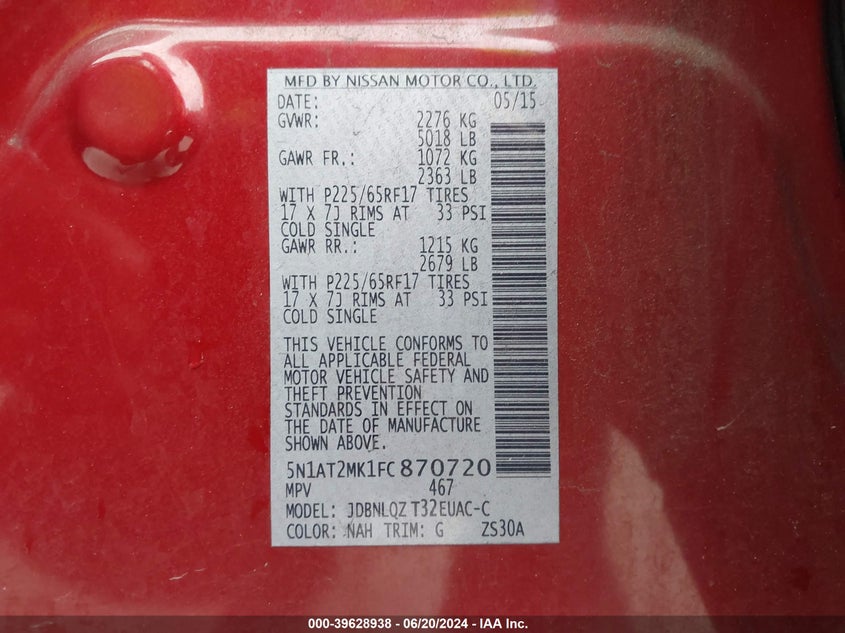 MFD BY NISSAN MOTOR CO., LTD.
DATE: 05/15
GVWR: 2276 KG
5018 LB
GAWR FR.: 1072 KG
2363 LB
WITH P225/65RF17 TIRES
17 X 7J RIMS AT 33 PSI
COLD SINGLE
GAWR RR.: 1215 KG
2679 LB
WITH P225/65RF17 TIRES
17 X 7J RIMS AT 33 PSI
COLD SINGLE
THIS VEHICLE CONFORMS TO
ALL APPLICABLE FEDERAL
MOTOR VEHICLE SAFETY AND
THEFT PREVENTION
STANDARDS IN EFFECT ON
THE DATE OF MANUFACTURE
SHOWN ABOVE.
5N1AT2MK1FC870720
MPV 467
MODEL: JDBNLQZ T32EUAC-C
COLOR: NAH TRIM: G ZS30A
000-39628938 - 06/20/2024 - IAA Inc.